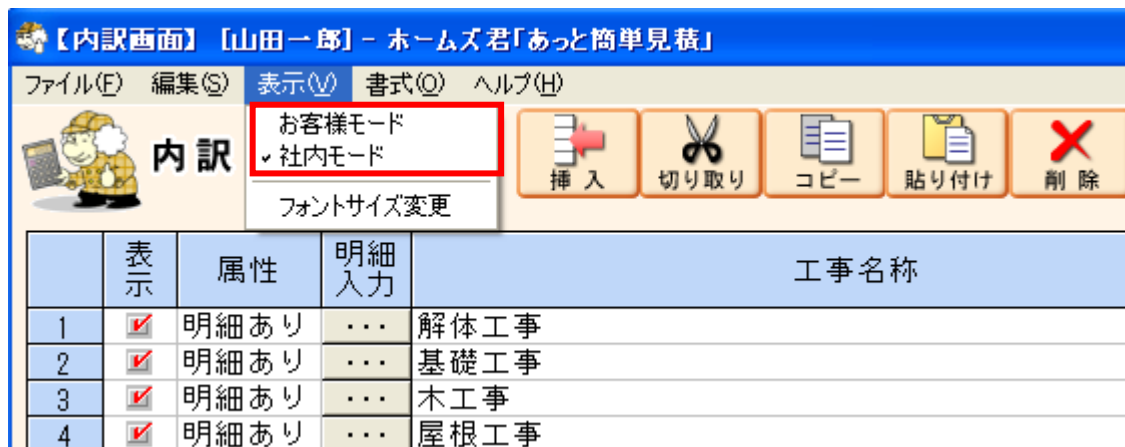 【内訳画面】 [山田一郎] - ホームズ君「あっと簡単見積」
ファイル(F) 編集(S) 表示(V) 書式(O) ヘルプ(H)
お客様モード
✓社内モード
フォントサイズ変更
内訳
挿入 切り取り コピー 貼り付け 削除
表示 属性 明細入力 工事名称
1 明細あり ... 解体工事
2 明細あり ... 基礎工事
3 明細あり ... 木工事
4 明細あり ... 屋根工事